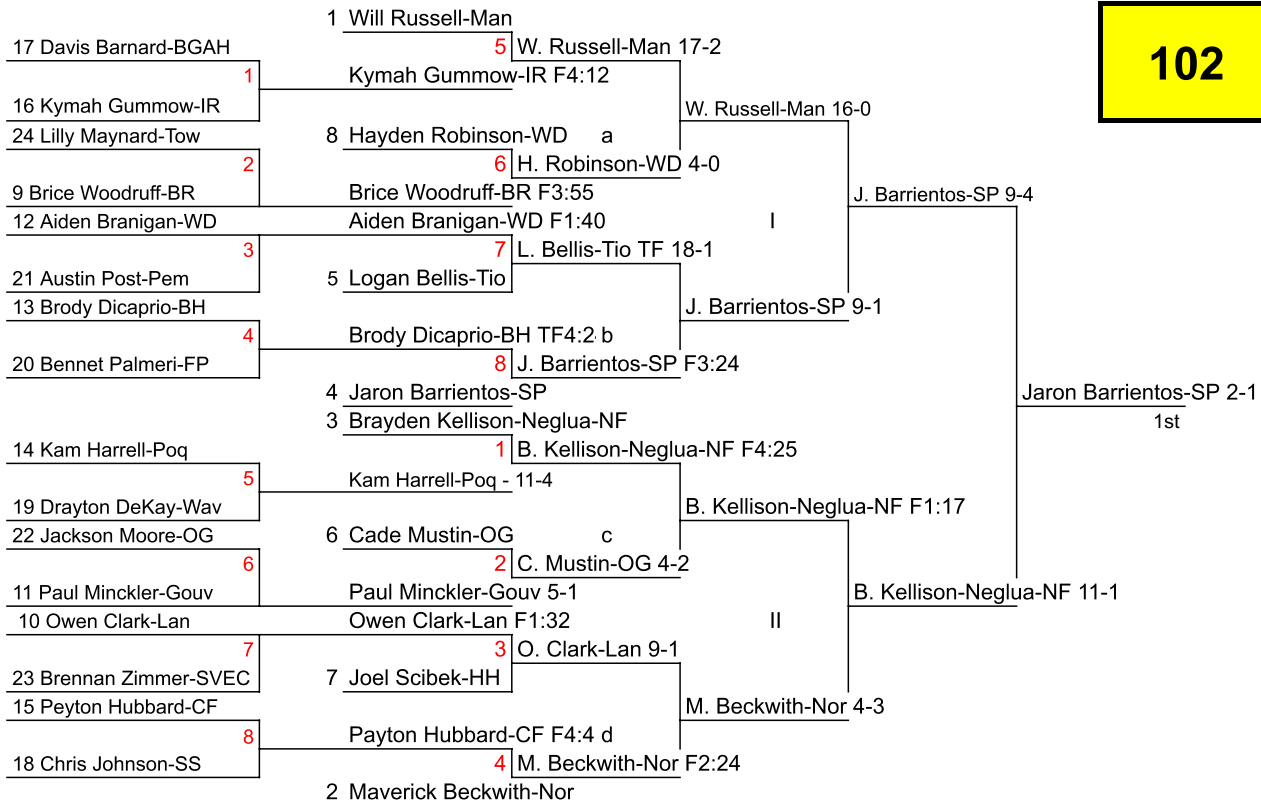 1 Will Russell-Man
102
17 Davis Barnard-BGAH
5 W. Russell-Man 17-2
1
Kymah Gummow-IR F4:12
16 Kymah Gummow-IR
W. Russell-Man 16-0
24 Lilly Maynard-Tow
8 Hayden Robinson-WD a
2
6 H. Robinson-WD 4-0
9 Brice Woodruff-BR
Brice Woodruff-BR F3:55
J. Barrientos-SP 9-4
12 Aiden Branigan-WD
Aiden Branigan-WD F1:40
I
3
7 L. Bellis-Tio TF 18-1
21 Austin Post-Pem
5 Logan Bellis-Tio
13 Brody Dicaprio-BH
J. Barrientos-SP 9-1
4
Brody Dicaprio-BH TF4:2 b
20 Bennet Palmeri-FP
8 J. Barrientos-SP F3:24
4 Jaron Barrientos-SP
Jaron Barrientos-SP 2-1
3 Brayden Kellison-Neglua-NF
1st
14 Kam Harrell-Poq
1 B. Kellison-Neglua-NF F4:25
5
Kam Harrell-Poq - 11-4
19 Drayton DeKay-Wav
B. Kellison-Neglua-NF F1:17
22 Jackson Moore-OG
6 Cade Mustin-OG c
6
2 C. Mustin-OG 4-2
11 Paul Minckler-Gouv
Paul Minckler-Gouv 5-1
B. Kellison-Neglua-NF 11-1
10 Owen Clark-Lan
Owen Clark-Lan F1:32
II
7
3 O. Clark-Lan 9-1
23 Brennan Zimmer-SVEC
7 Joel Scibek-HH
15 Peyton Hubbard-CF
M. Beckwith-Nor 4-3
8
Payton Hubbard-CF F4:4 d
18 Chris Johnson-SS
4 M. Beckwith-Nor F2:24
2 Maverick Beckwith-Nor